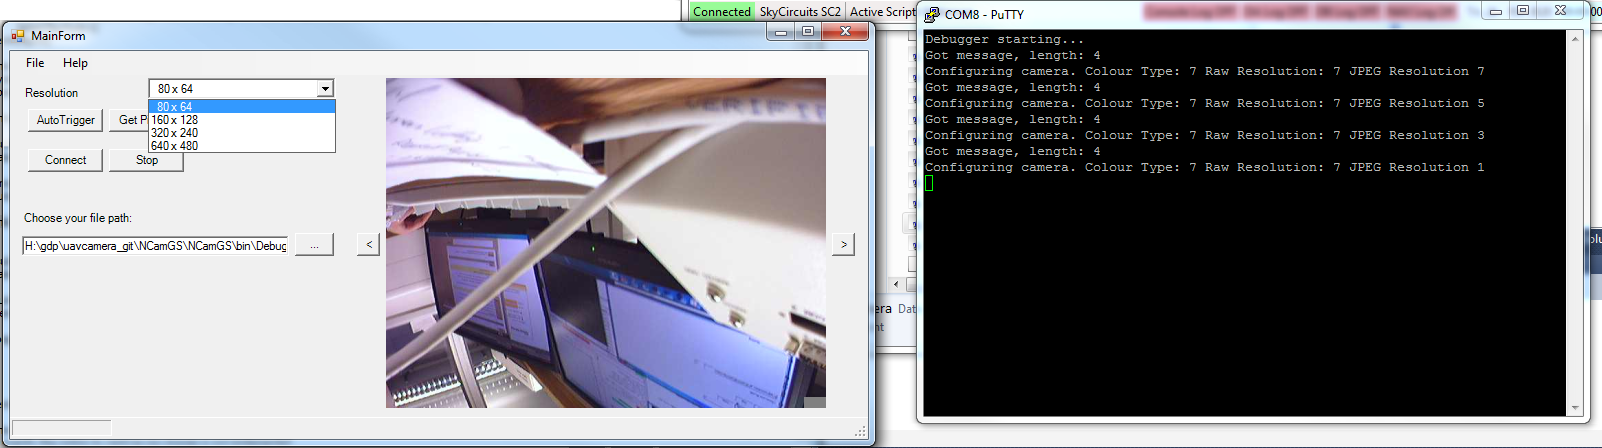 Connected SkyCircuits SC2 Active Script
MainForm
File Help
Resolution
80 x 64
80 x 64
160 x 128
320 x 240
640 x 480
AutoTrigger
Get P
Connect
Stop
Choose your file path:
H:\gdp\uavcamera_git\NCamGS\NCamGS\bin\Debug
...
<
>
VERIFI
era Dat
nt
COM8 - PuTTY
Debugger starting...
Got message, length: 4
Configuring camera. Colour Type: 7 Raw Resolution: 7 JPEG Resolution 7
Got message, length: 4
Configuring camera. Colour Type: 7 Raw Resolution: 7 JPEG Resolution 5
Got message, length: 4
Configuring camera. Colour Type: 7 Raw Resolution: 7 JPEG Resolution 3
Got message, length: 4
Configuring camera. Colour Type: 7 Raw Resolution: 7 JPEG Resolution 1
olu